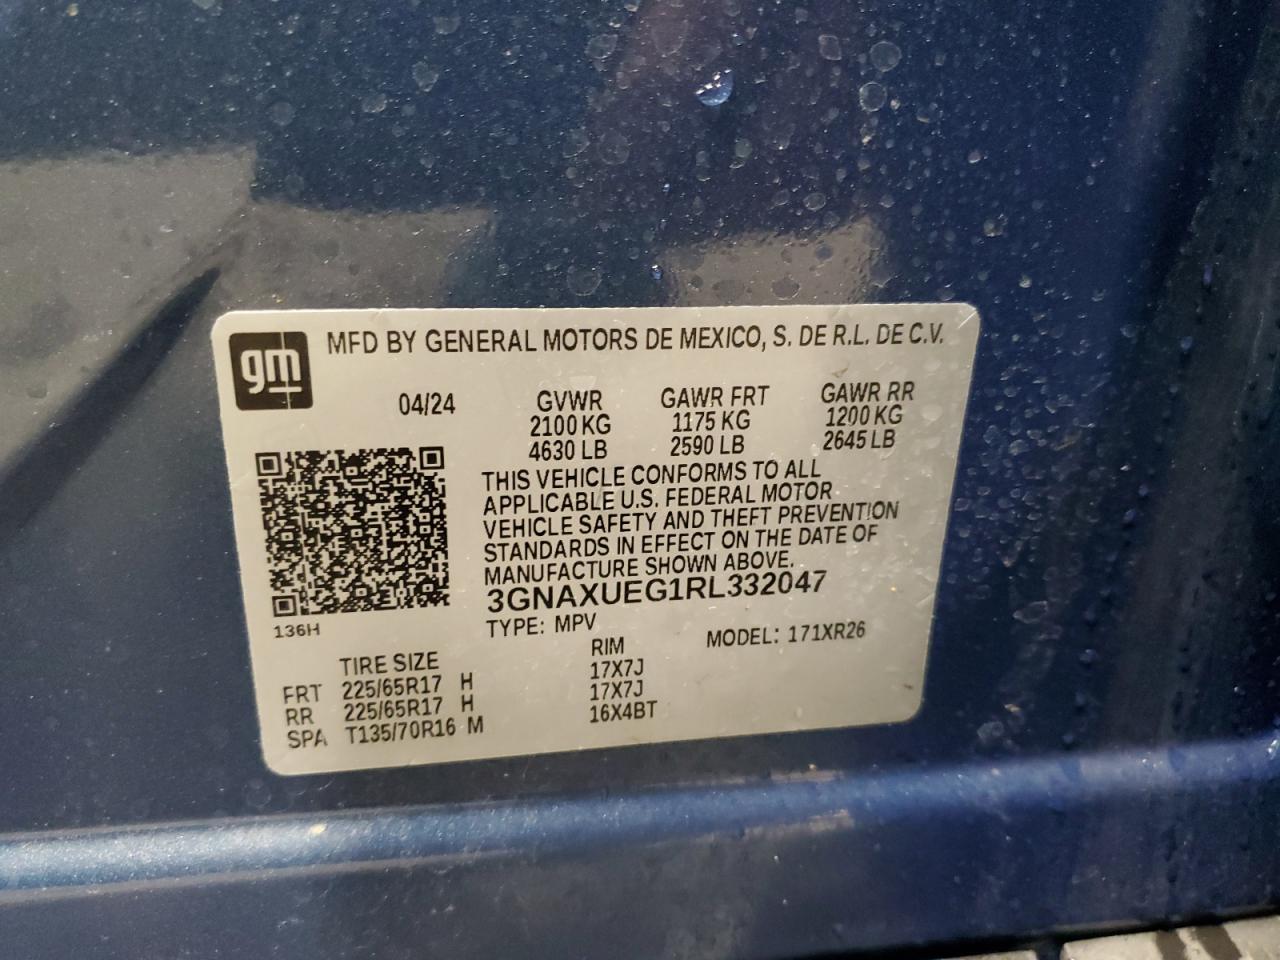 gm
MFD BY GENERAL MOTORS DE MEXICO, S. DE R.L. DE C.V.
04/24 GVWR GAWR FRT GAWR RR
2100 KG 1175 KG 1200 KG
4630 LB 2590 LB 2645 LB
THIS VEHICLE CONFORMS TO ALL
APPLICABLE U.S. FEDERAL MOTOR
VEHICLE SAFETY AND THEFT PREVENTION
STANDARDS IN EFFECT ON THE DATE OF
MANUFACTURE SHOWN ABOVE.
3GNAXUEG1RL332047
136H
TYPE: MPV MODEL: 171XR26
TIRE SIZE RIM
FRT 225/65R17 H 17X7J
RR 225/65R17 H 17X7J
SPA T135/70R16 M 16X4BT